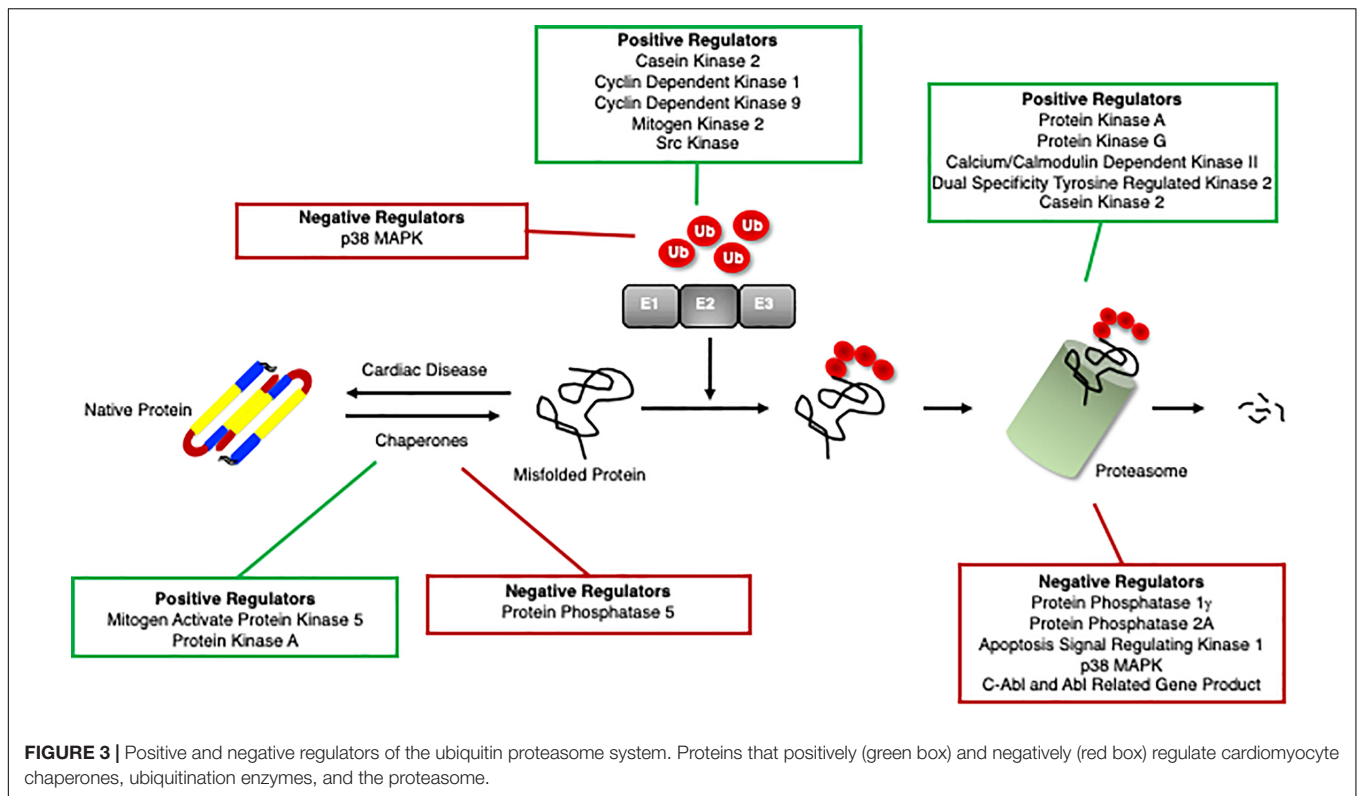 Positive Regulators
Casein Kinase 2
Cyclin Dependent Kinase 1
Cyclin Dependent Kinase 9
Mitogen Kinase 2
Src Kinase
Positive Regulators
Protein Kinase A
Protein Kinase G
Calcium/Calmodulin Dependent Kinase II
Dual Specificity Tyrosine Regulated Kinase 2
Casein Kinase 2
Negative Regulators
p38 MAPK
Ub
Ub
Ub
Ub
E1
E2
E3
Cardiac Disease
Native Protein
Chaperones
Misfolded Protein
Proteasome
Positive Regulators
Mitogen Activate Protein Kinase 5
Protein Kinase A
Negative Regulators
Protein Phosphatase 5
Negative Regulators
Protein Phosphatase 1γ
Protein Phosphatase 2A
Apoptosis Signal Regulating Kinase 1
p38 MAPK
C-Abl and Abl Related Gene Product
FIGURE 3 | Positive and negative regulators of the ubiquitin proteasome system. Proteins that positively (green box) and negatively (red box) regulate cardiomyocyte
chaperones, ubiquitination enzymes, and the proteasome.